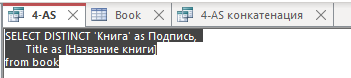 4-AS
Book
4-AS конкатенация
SELECT DISTINCT 'Книга' as Подпись,
Title as [Название книги]
from book